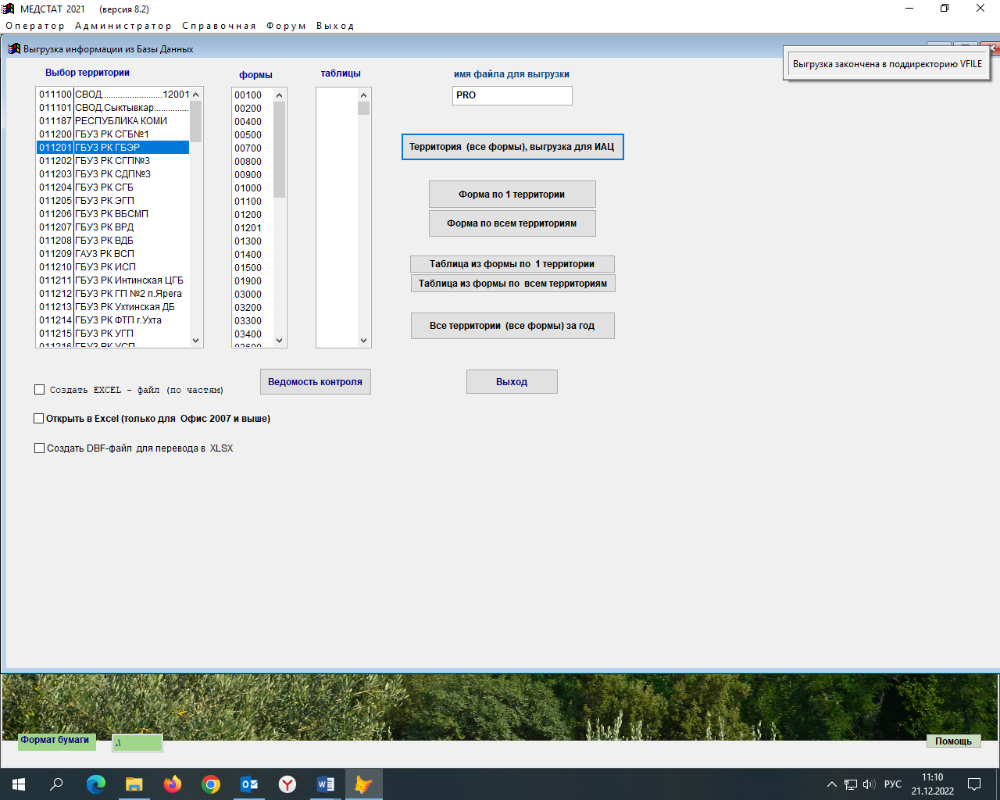 МЕДСТАТ 2021 (версия 8.2)
Оператор Администратор Справочная Форум Выход
Выгрузка информации из Базы Данных
Выгрузка закончена в поддиректорию VFILE
Выбор территории
формы
таблицы
имя файла для выгрузки
011100 СВОД..........................12001
011101 СВОД.Сыктывкар...............
011187 РЕСПУБЛИКА КОМИ
011200 ГБУЗ РК СГБ№1
011201 ГБУЗ РК ГБЭР
011202 ГБУЗ РК СГП№3
011203 ГБУЗ РК СДП№3
011204 ГБУЗ РК СГБ
011205 ГБУЗ РК ЭГП
011206 ГБУЗ РК ВБСМП
011207 ГБУЗ РК ВРД
011208 ГБУЗ РК ВДБ
011209 ГАУЗ РК ВСП
011210 ГБУЗ РК ИСП
011211 ГБУЗ РК Интинская ЦГБ
011212 ГБУЗ РК ГП №2 п.Ярега
011213 ГБУЗ РК Ухтинская ДБ
011214 ГБУЗ РК ФТП г.Ухта
011215 ГБУЗ РК УГП
011216 ГБУЗ РК УСП
00100
00200
00400
00500
00700
00800
00900
01000
01100
01200
01201
01300
01400
01500
01900
03000
03200
03300
03400
03600
PRO
Территория (все формы), выгрузка для ИАЦ
Форма по 1 территории
Форма по всем территориям
Таблица из формы по 1 территории
Таблица из формы по всем территориям
Все территории (все формы) за год
Ведомость контроля
Выход
Создать EXCEL - файл (по частям)
Открыть в Excel (только для Офис 2007 и выше)
Создать DBF-файл для перевода в XLSX
Формат бумаги
.\
Помощь
РУС
11:10
21.12.2022